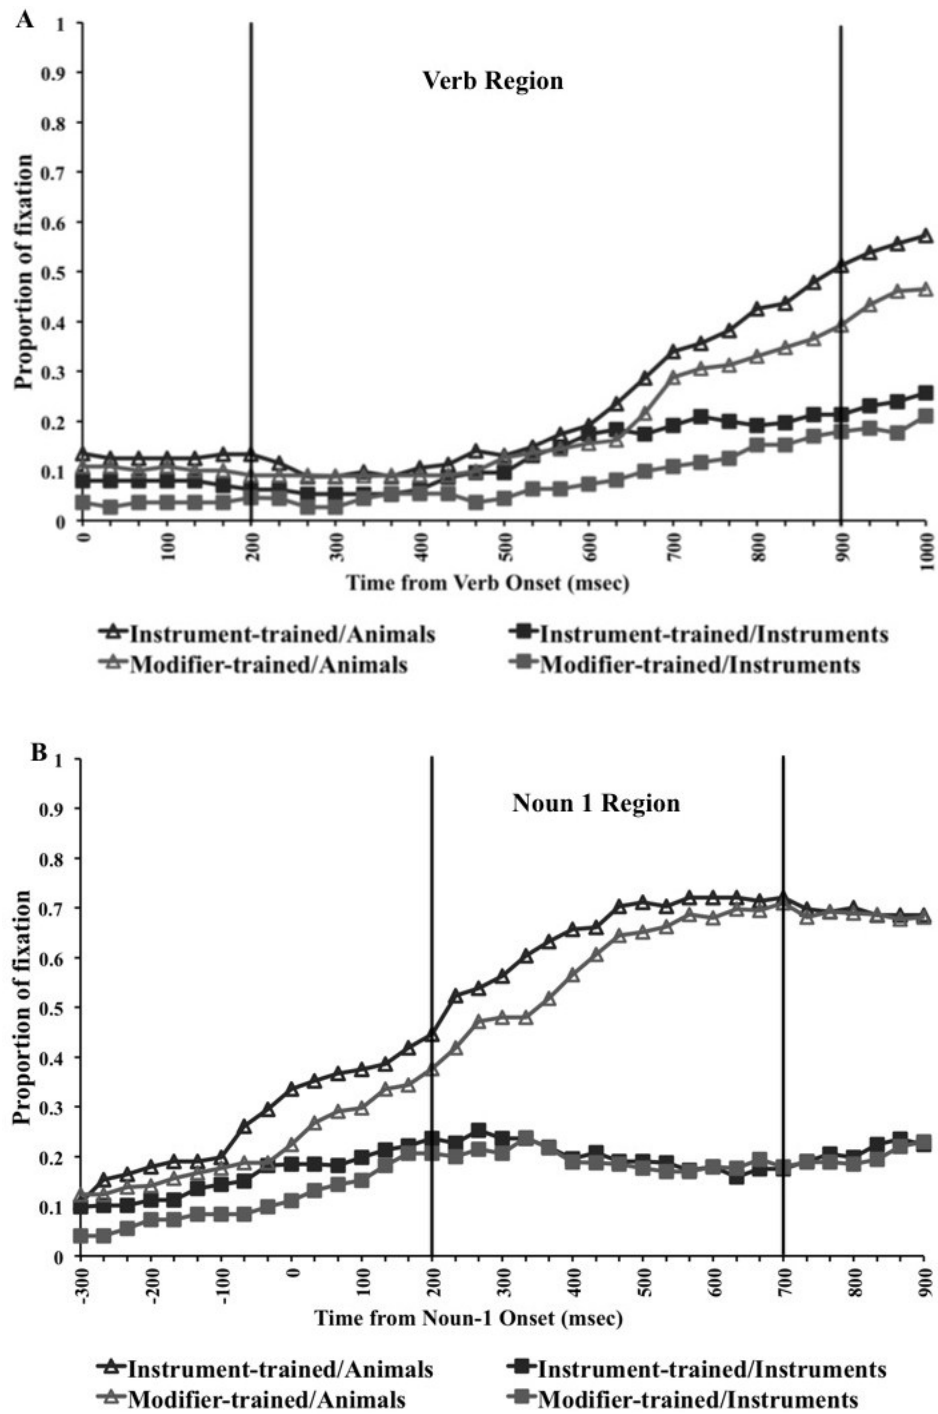 A
1
0.9
Verb Region
0.8
0.7
0.6
0.5
0.4
0.3
0.2
0.1
0
Proportion of fixation
0 100 200 300 400 500 600 700 800 900 1000
Time from Verb Onset (msec)
Instrument-trained/Animals Instrument-trained/Instruments
Modifier-trained/Animals Modifier-trained/Instruments
B
1
0.9
Noun 1 Region
0.8
0.7
0.6
0.5
0.4
0.3
0.2
0.1
0
Proportion of fixation
-300 -200 -100 0 100 200 300 400 500 600 700 800 900
Time from Noun-1 Onset (msec)
Instrument-trained/Animals Instrument-trained/Instruments
Modifier-trained/Animals Modifier-trained/Instruments